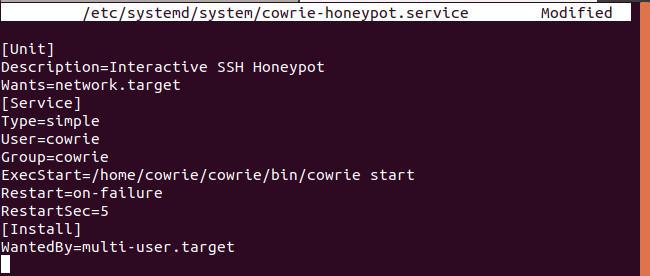 /etc/systemd/system/cowrie-honeypot.service Modified
[Unit]
Description=Interactive SSH Honeypot
Wants=network.target
[Service]
Type=simple
User=cowrie
Group=cowrie
ExecStart=/home/cowrie/cowrie/bin/cowrie start
Restart=on-failure
RestartSec=5
[Install]
WantedBy=multi-user.target